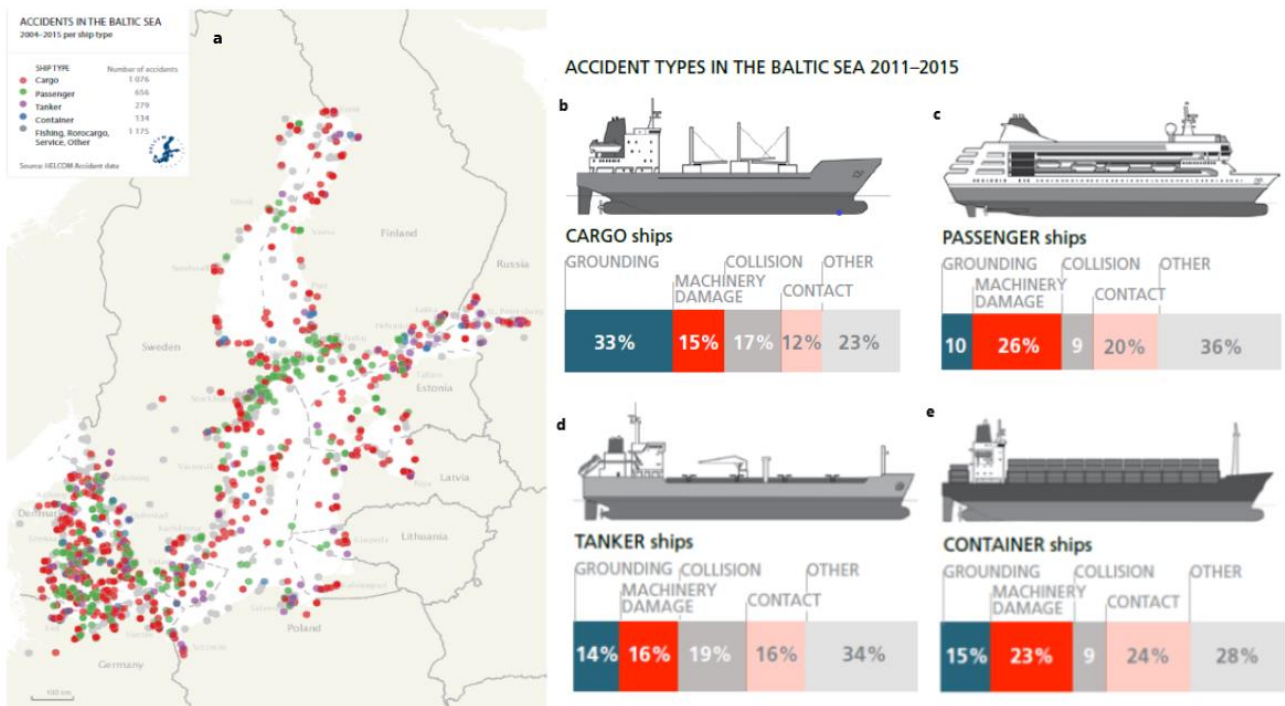 ACCIDENTS IN THE BALTIC SEA
2004–2015 per ship type
a
SHIP TYPE Number of accidents
Cargo 1 076
Passenger 656
Tanker 279
Container 134
Fishing, Rorocargo, 1 175
Service, Other
Source: HELCOM Accident data
Finland
Russia
Sweden
Estonia
Latvia
Riga
Denmark
Lithuania
Klaipeda
Poland
Germany
100 nm
ACCIDENT TYPES IN THE BALTIC SEA 2011–2015
b
CARGO ships
GROUNDING COLLISION OTHER
MACHINERY CONTACT
DAMAGE
33% 15% 17% 12% 23%
c
PASSENGER ships
GROUNDING COLLISION OTHER
MACHINERY CONTACT
DAMAGE
10 26% 9 20% 36%
d
TANKER ships
GROUNDING COLLISION OTHER
MACHINERY CONTACT
DAMAGE
14% 16% 19% 16% 34%
e
CONTAINER ships
GROUNDING COLLISION OTHER
MACHINERY CONTACT
DAMAGE
15% 23% 9 24% 28%